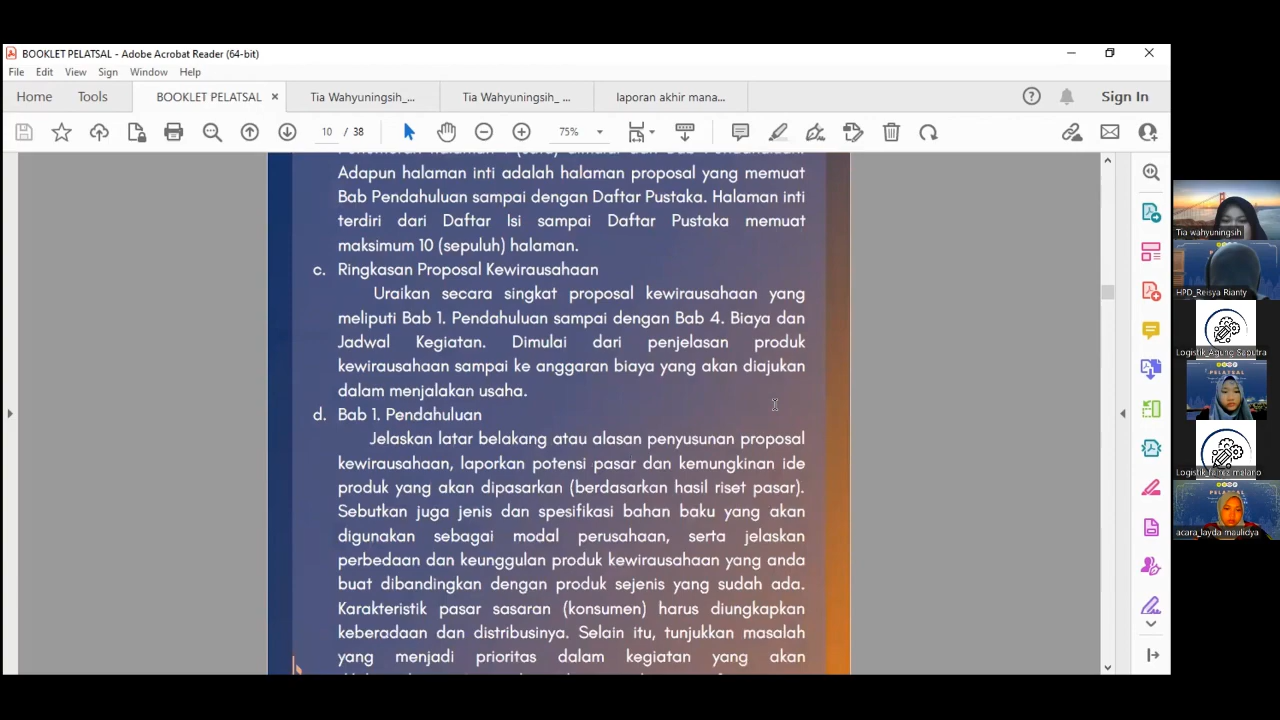 BOOKLET PELATSAL - Adobe Acrobat Reader (64-bit)
File Edit View Sign Window Help
Home Tools BOOKLET PELATSAL Tia Wahyuningsih_... Tia Wahyuningsih_ ... laporan akhir mana... Sign In
10 / 38 75%
Adapun halaman inti adalah halaman proposal yang memuat
Bab Pendahuluan sampai dengan Daftar Pustaka. Halaman inti
terdiri dari Daftar Isi sampai Daftar Pustaka memuat
maksimum 10 (sepuluh) halaman.
c. Ringkasan Proposal Kewirausahaan
Uraikan secara singkat proposal kewirausahaan yang
meliputi Bab 1. Pendahuluan sampai dengan Bab 4. Biaya dan
Jadwal Kegiatan. Dimulai dari penjelasan produk
kewirausahaan sampai ke anggaran biaya yang akan diajukan
dalam menjalakan usaha.
d. Bab 1. Pendahuluan
Jelaskan latar belakang atau alasan penyusunan proposal
kewirausahaan, laporkan potensi pasar dan kemungkinan ide
produk yang akan dipasarkan (berdasarkan hasil riset pasar).
Sebutkan juga jenis dan spesifikasi bahan baku yang akan
digunakan sebagai modal perusahaan, serta jelaskan
perbedaan dan keunggulan produk kewirausahaan yang anda
buat dibandingkan dengan produk sejenis yang sudah ada.
Karakteristik pasar sasaran (konsumen) harus diungkapkan
keberadaan dan distribusinya. Selain itu, tunjukkan masalah
yang menjadi prioritas dalam kegiatan yang akan
Tia wahyuningsih
HPD_Reisya Rianty
Logistik_Agung Saputra
PELATSAL
Logistik_fairez melano
PELATSAL
acara_layda maulidya